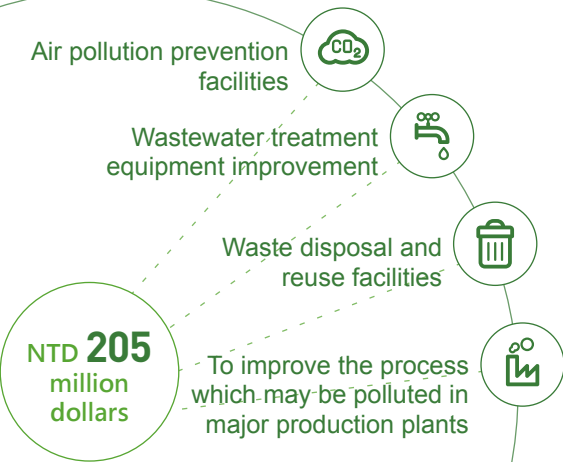 Air pollution prevention
facilities
CO2
Wastewater treatment
equipment improvement
Waste disposal and
reuse facilities
NTD 205
million
dollars
To improve the process
which may be polluted in
major production plants